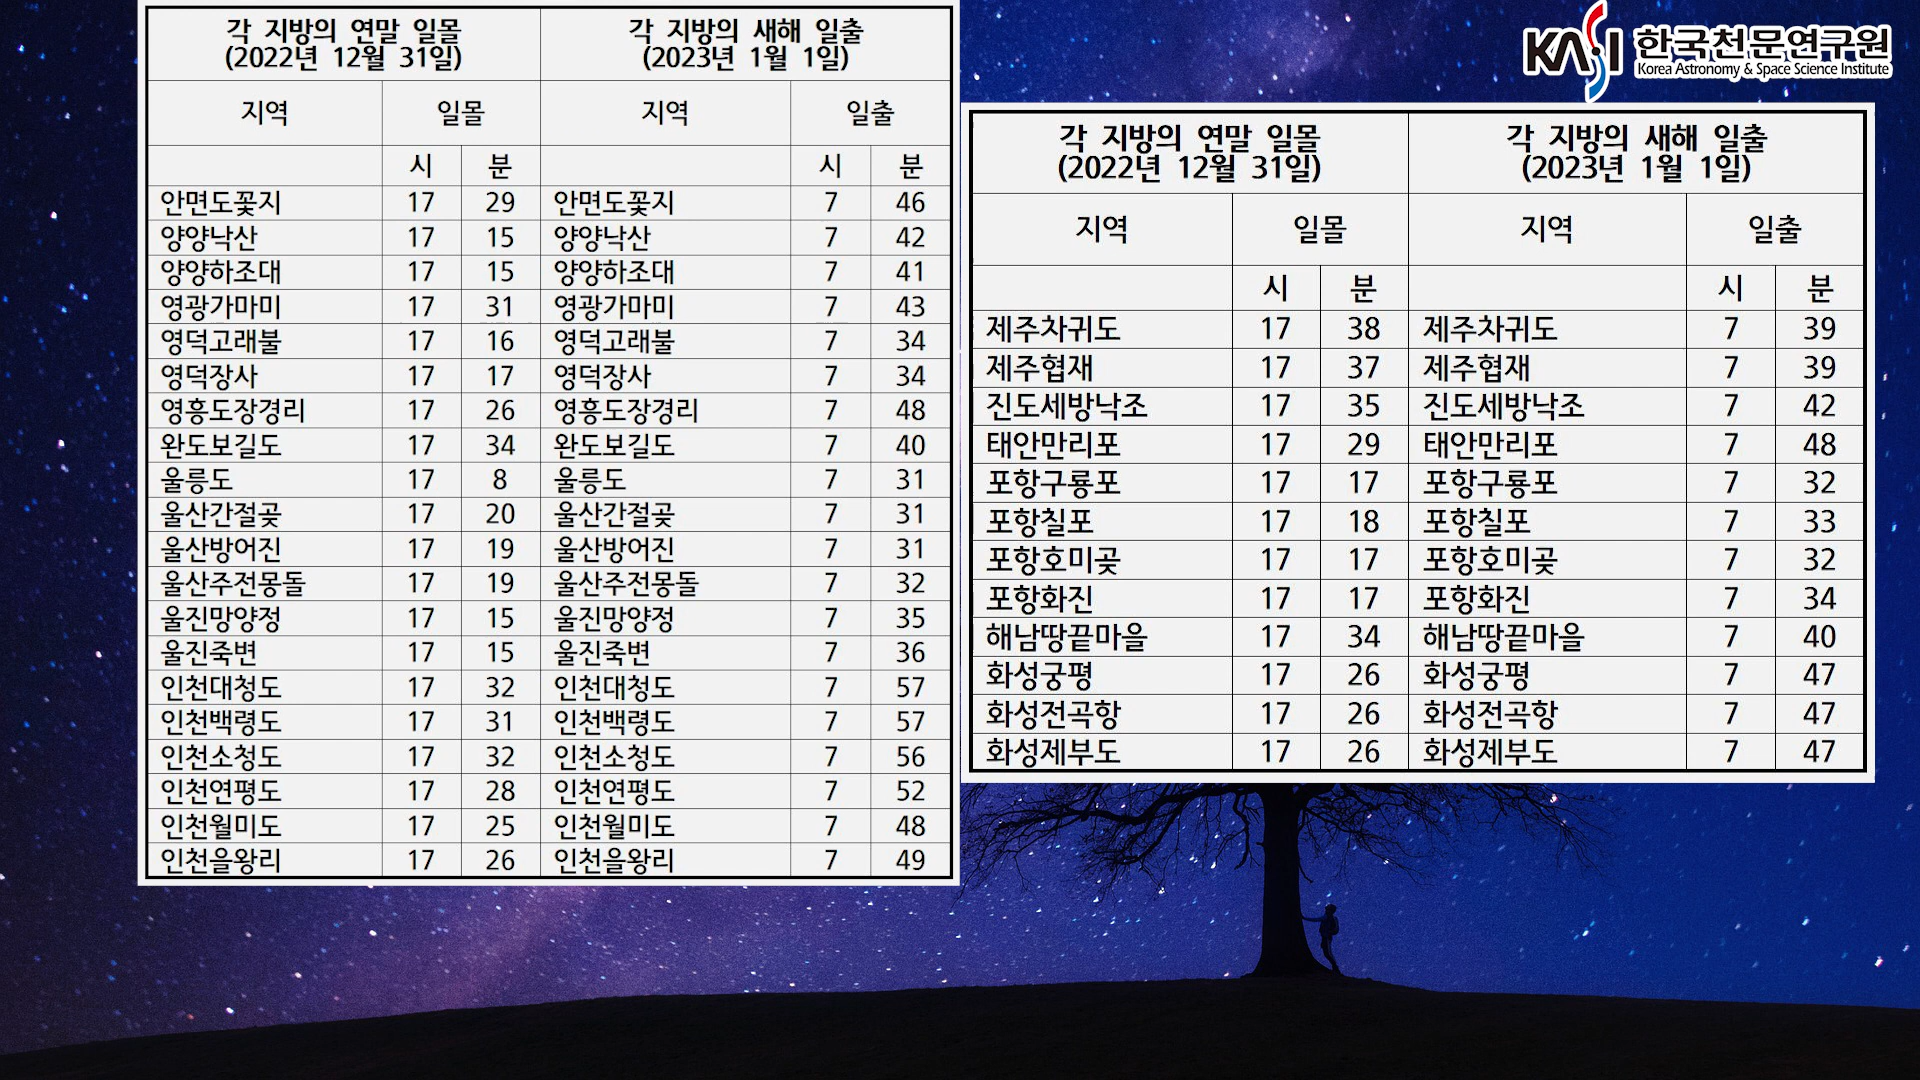 각 지방의 연말 일몰 각 지방의 새해 일출
(2022년 12월 31일) (2023년 1월 1일)
지역 일몰 지역 일출
시 분 시 분
안면도꽃지 17 29 안면도꽃지 7 46
양양낙산 17 15 양양낙산 7 42
양양하조대 17 15 양양하조대 7 41
영광가마미 17 31 영광가마미 7 43
영덕고래불 17 16 영덕고래불 7 34
영덕장사 17 17 영덕장사 7 34
영흥도장경리 17 26 영흥도장경리 7 48
완도보길도 17 34 완도보길도 7 40
울릉도 17 8 울릉도 7 31
울산간절곶 17 20 울산간절곶 7 31
울산방어진 17 19 울산방어진 7 31
울산주전몽돌 17 19 울산주전몽돌 7 32
울진망양정 17 15 울진망양정 7 35
울진죽변 17 15 울진죽변 7 36
인천대청도 17 32 인천대청도 7 57
인천백령도 17 31 인천백령도 7 57
인천소청도 17 32 인천소청도 7 56
인천연평도 17 28 인천연평도 7 52
인천월미도 17 25 인천월미도 7 48
인천을왕리 17 26 인천을왕리 7 49
KASI 한국천문연구원
Korea Astronomy & Space Science Institute
각 지방의 연말 일몰 각 지방의 새해 일출
(2022년 12월 31일) (2023년 1월 1일)
지역 일몰 지역 일출
시 분 시 분
제주차귀도 17 38 제주차귀도 7 39
제주협재 17 37 제주협재 7 39
진도세방낙조 17 35 진도세방낙조 7 42
태안만리포 17 29 태안만리포 7 48
포항구룡포 17 17 포항구룡포 7 32
포항칠포 17 18 포항칠포 7 33
포항호미곶 17 17 포항호미곶 7 32
포항화진 17 17 포항화진 7 34
해남땅끝마을 17 34 해남땅끝마을 7 40
화성궁평 17 26 화성궁평 7 47
화성전곡항 17 26 화성전곡항 7 47
화성제부도 17 26 화성제부도 7 47